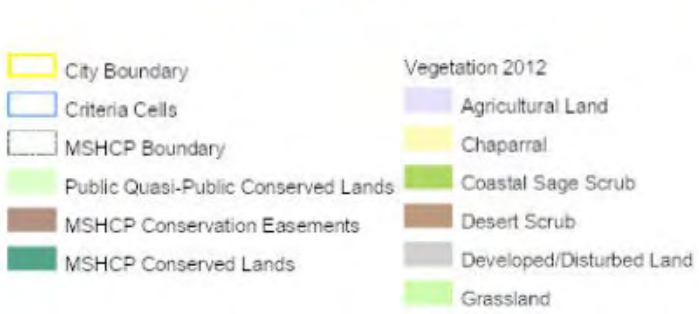 City Boundary
Criteria Cells
MSHCP Boundary
Public Quasi-Public Conserved Lands
MSHCP Conservation Easements
MSHCP Conserved Lands
Vegetation 2012
Agricultural Land
Chaparral
Coastal Sage Scrub
Desert Scrub
Developed/Disturbed Land
Grassland